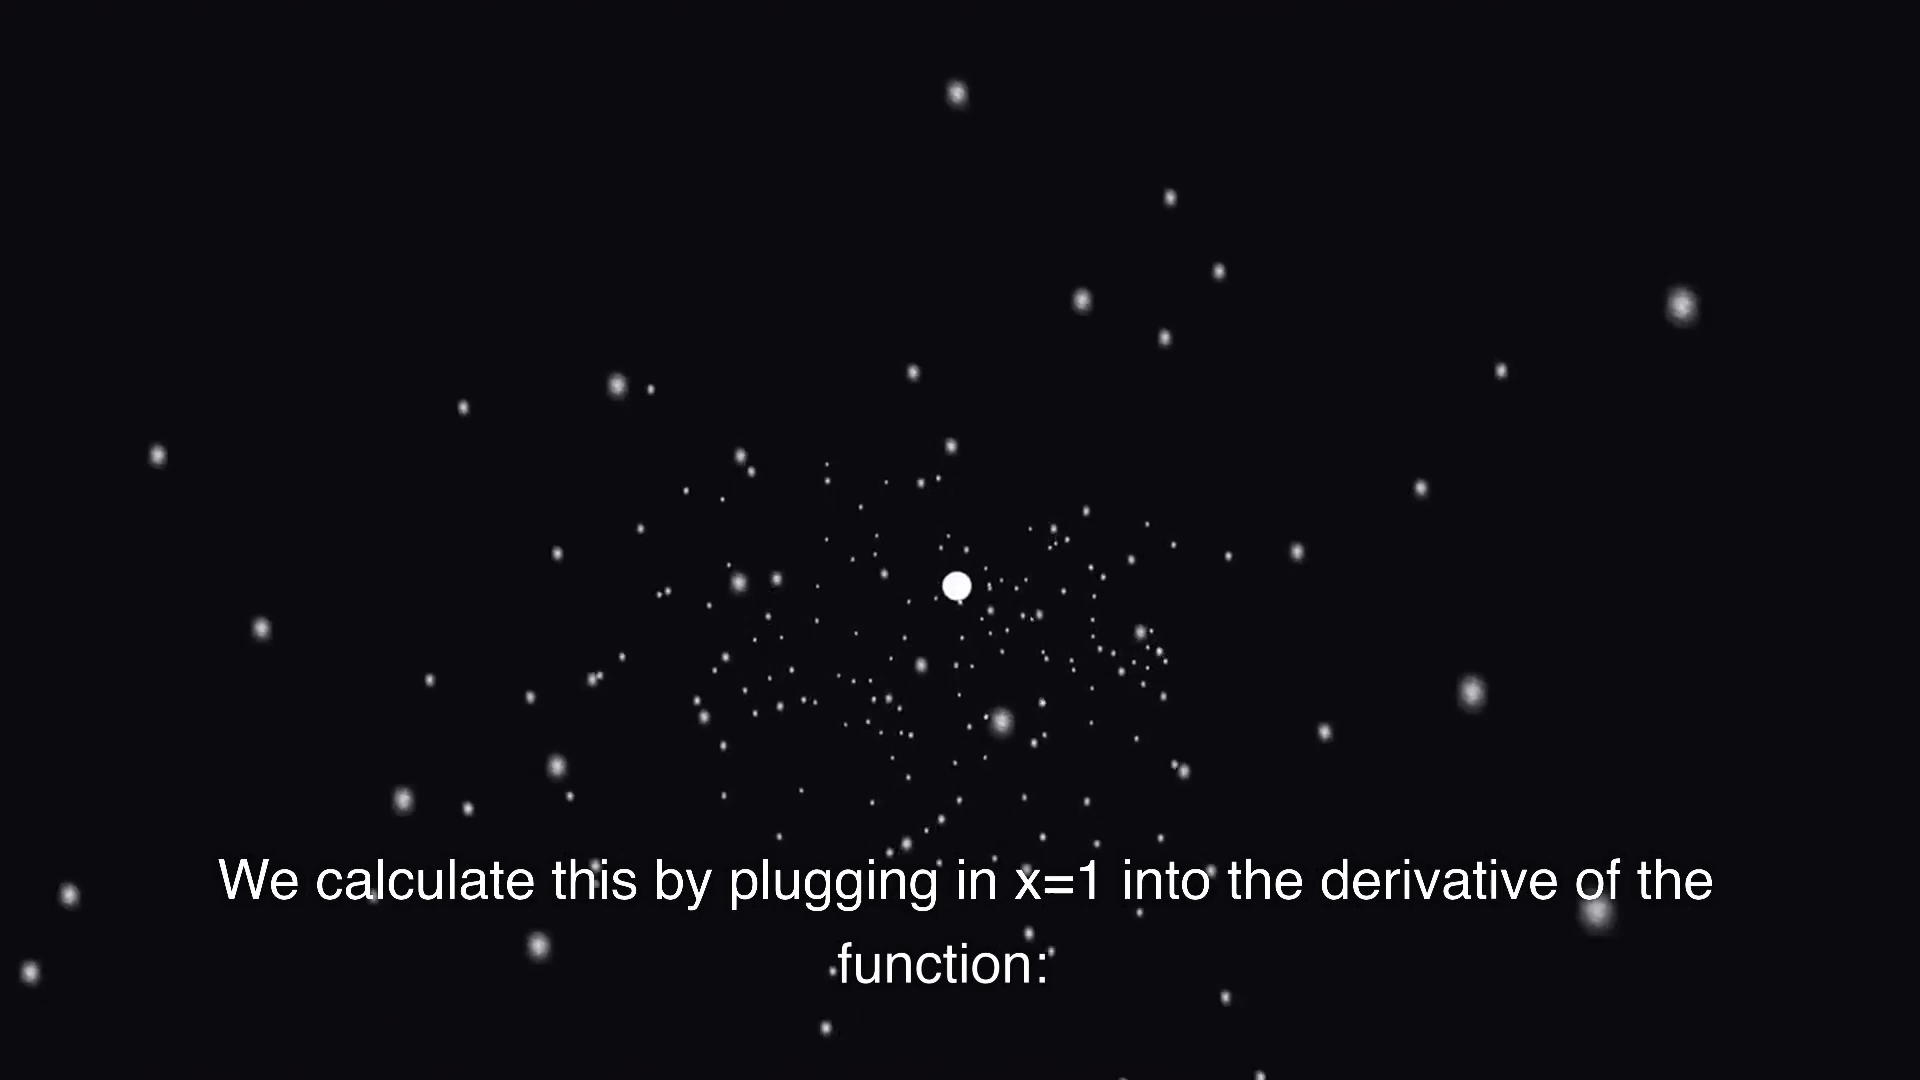 We calculate this by plugging in x=1 into the derivative of the
function: